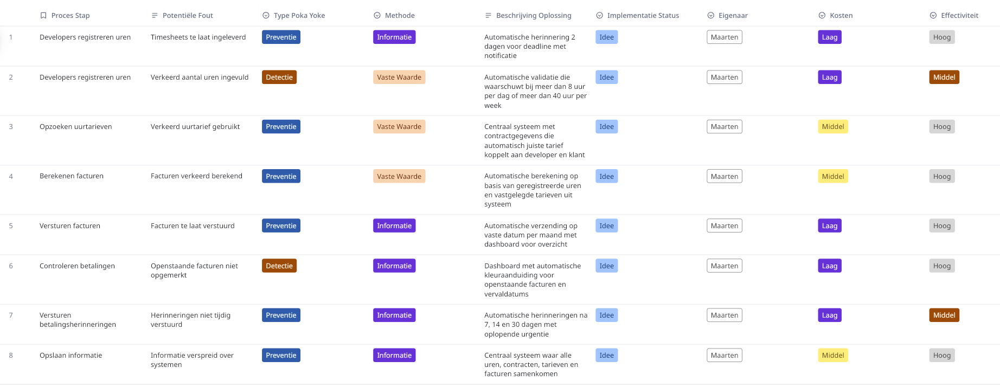 Proces Stap Potentiële Fout Type Poka Yoke Methode Beschrijving Oplossing Implementatie Status Eigenaar Kosten Effectiviteit
1 Developers registreren uren Timesheets te laat ingeleverd Preventie Informatie Automatische herinnering 2 Idee Maarten Laag Hoog
dagen voor deadline met
notificatie
2 Developers registreren uren Verkeerd aantal uren ingevuld Detectie Vaste Waarde Automatische validatie die Idee Maarten Laag Middel
waarschuwt bij meer dan 8 uur
per dag of meer dan 40 uur per
week
3 Opzoeken uurtarieven Verkeerd uurtarief gebruikt Preventie Vaste Waarde Centraal systeem met Idee Maarten Middel Hoog
contractgegevens die
automatisch juiste tarief
koppelt aan developer en klant
4 Berekenen facturen Facturen verkeerd berekend Preventie Vaste Waarde Automatische berekening op Idee Maarten Middel Hoog
basis van geregistreerde uren
en vastgelegde tarieven uit
systeem
5 Versturen facturen Facturen te laat verstuurd Preventie Informatie Automatische verzending op Idee Maarten Laag Hoog
vaste datum per maand met
dashboard voor overzicht
6 Controleren betalingen Openstaande facturen niet Detectie Informatie Dashboard met automatische Idee Maarten Laag Hoog
opgemerkt kleuraanduiding voor
openstaande facturen en
vervaldatums
7 Versturen Herinneringen niet tijdig Preventie Informatie Automatische herinneringen na Idee Maarten Laag Middel
betalingsherinneringen verstuurd 7, 14 en 30 dagen met
oplopende urgentie
8 Opslaan informatie Informatie verspreid over Preventie Informatie Centraal systeem waar alle Idee Maarten Middel Hoog
systemen uren, contracten, tarieven en
facturen samenkomen